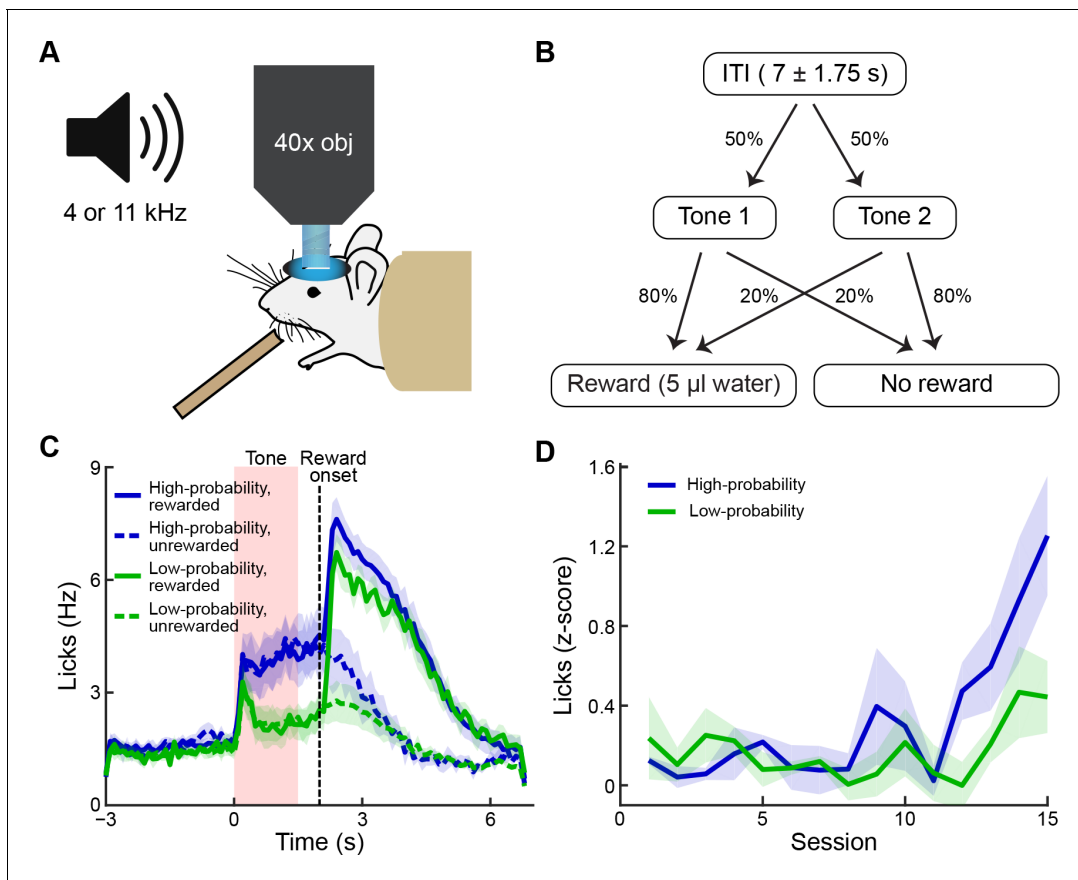 A
40x obj
4 or 11 kHz
B
ITI ( 7 ± 1.75 s)
50%
50%
Tone 1
Tone 2
80%
20%
20%
80%
Reward (5 µl water)
No reward
C
Tone
Reward
onset
High-probability,
rewarded
High-probability,
unrewarded
Low-probability,
rewarded
Low-probability,
unrewarded
Licks (Hz)
9
6
3
0
−3
0
3
6
Time (s)
D
High-probability
Low-probability
Licks (z-score)
1.6
1.2
0.8
0.4
0
0
5
10
15
Session